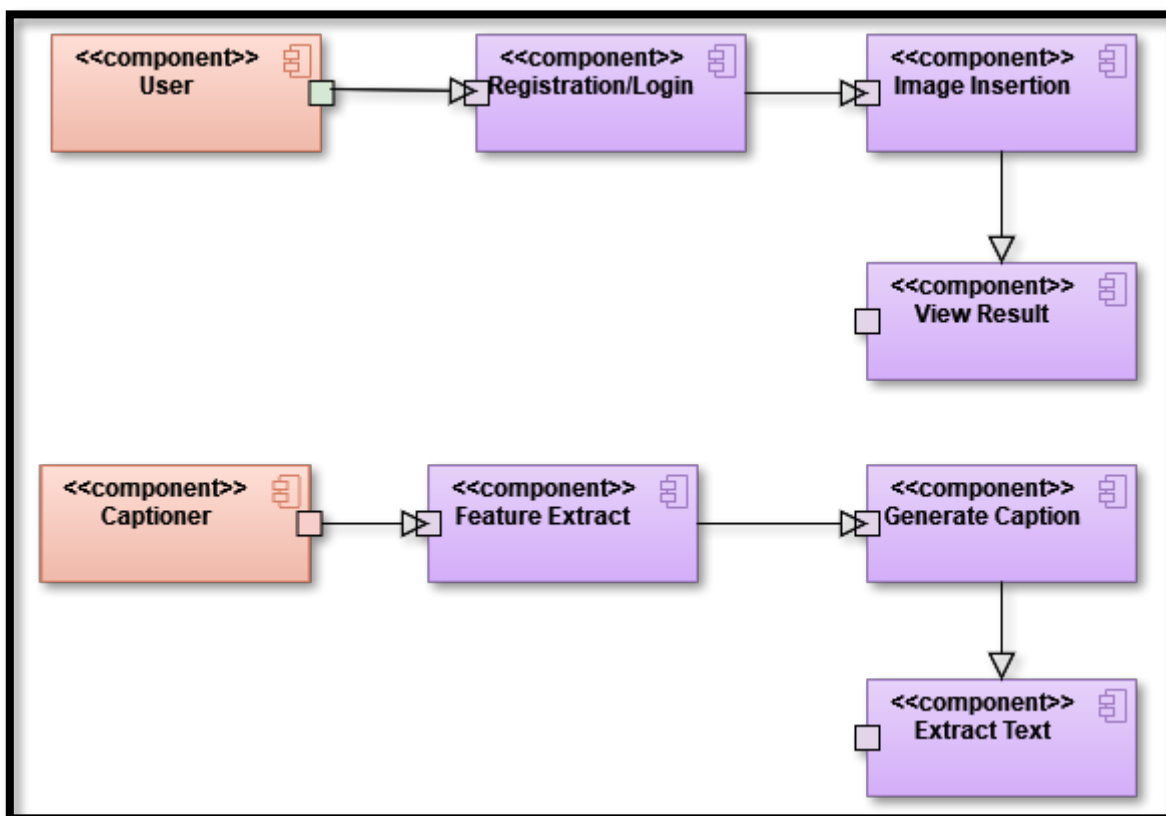 <<component>>
User
<<component>>
Registration/Login
<<component>>
Image Insertion
<<component>>
View Result
<<component>>
Captioner
<<component>>
Feature Extract
<<component>>
Generate Caption
<<component>>
Extract Text